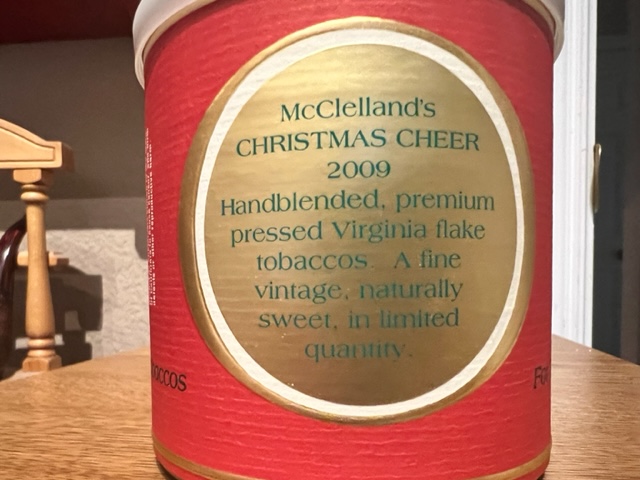 McClelland's
CHRISTMAS CHEER
2009
Handblended, premium
pressed Virginia flake
tobaccos. A fine
vintage, naturally
sweet, in limited
quantity.